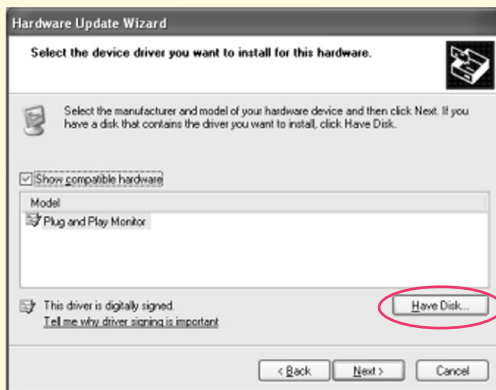 Hardware Update Wizard
Select the device driver you want to install for this hardware.
Select the manufacturer and model of your hardware device and then click Next. If you
have a disk that contains the driver you want to install, click Have Disk.
Show compatible hardware
Model
Plug and Play Monitor
This driver is digitally signed.
Have Disk...
Tell me why driver signing is important
< Back
Next >
Cancel